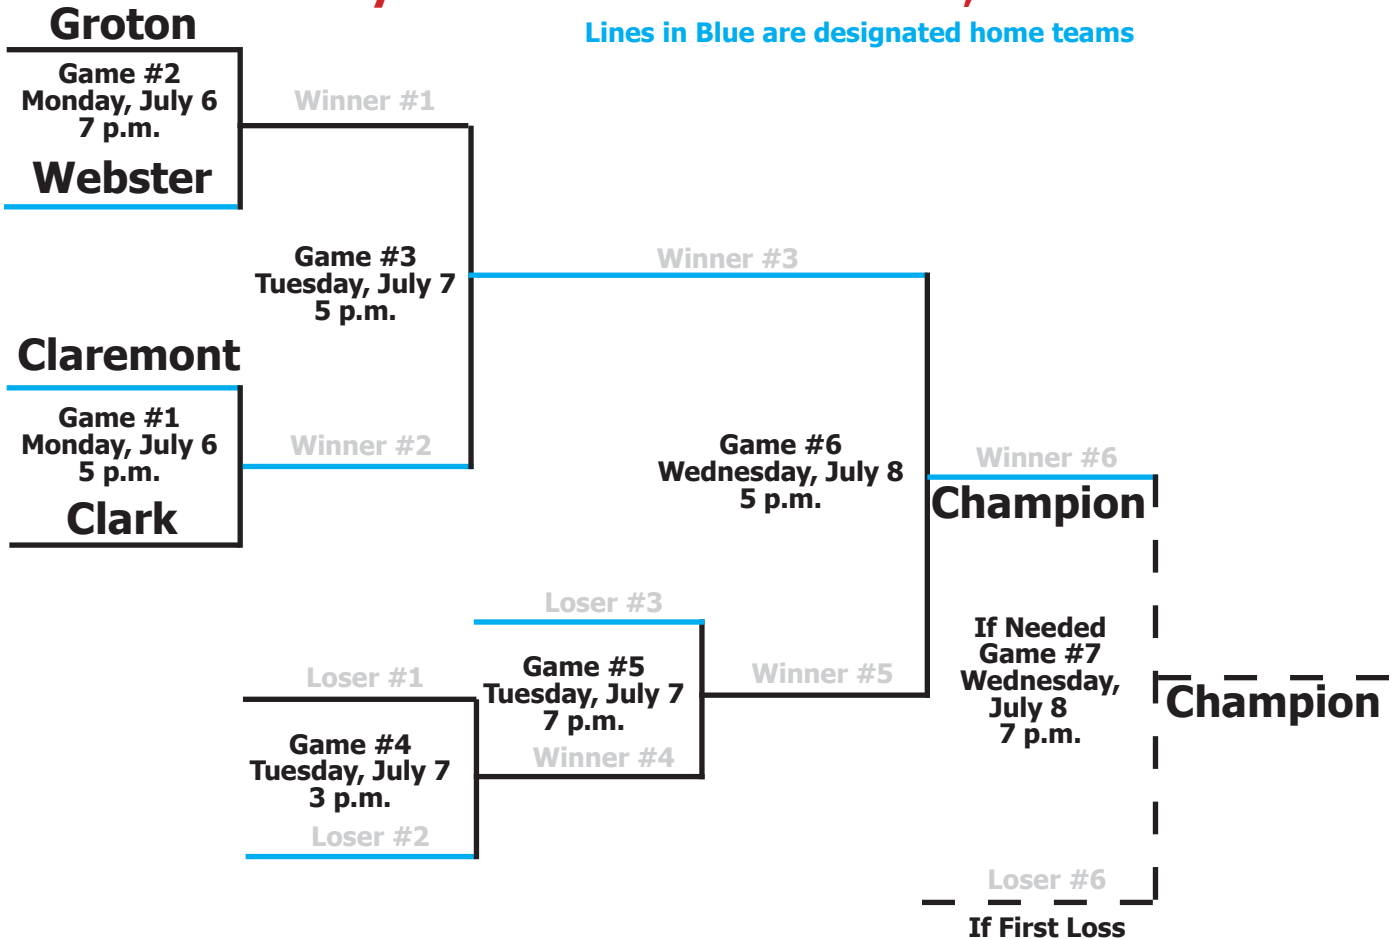 Lines in Blue are designated home teams
Groton
Game #2
Monday, July 6
7 p.m.
Webster
Winner #1
Game #3
Tuesday, July 7
5 p.m.
Claremont
Game #1
Monday, July 6
5 p.m.
Clark
Winner #2
Winner #3
Game #6
Wednesday, July 8
5 p.m.
Winner #6
Champion
Loser #3
Game #5
Tuesday, July 7
7 p.m.
Winner #4
Winner #5
Loser #1
Game #4
Tuesday, July 7
3 p.m.
Loser #2
If Needed
Game #7
Wednesday,
July 8
7 p.m.
Champion
Loser #6
If First Loss